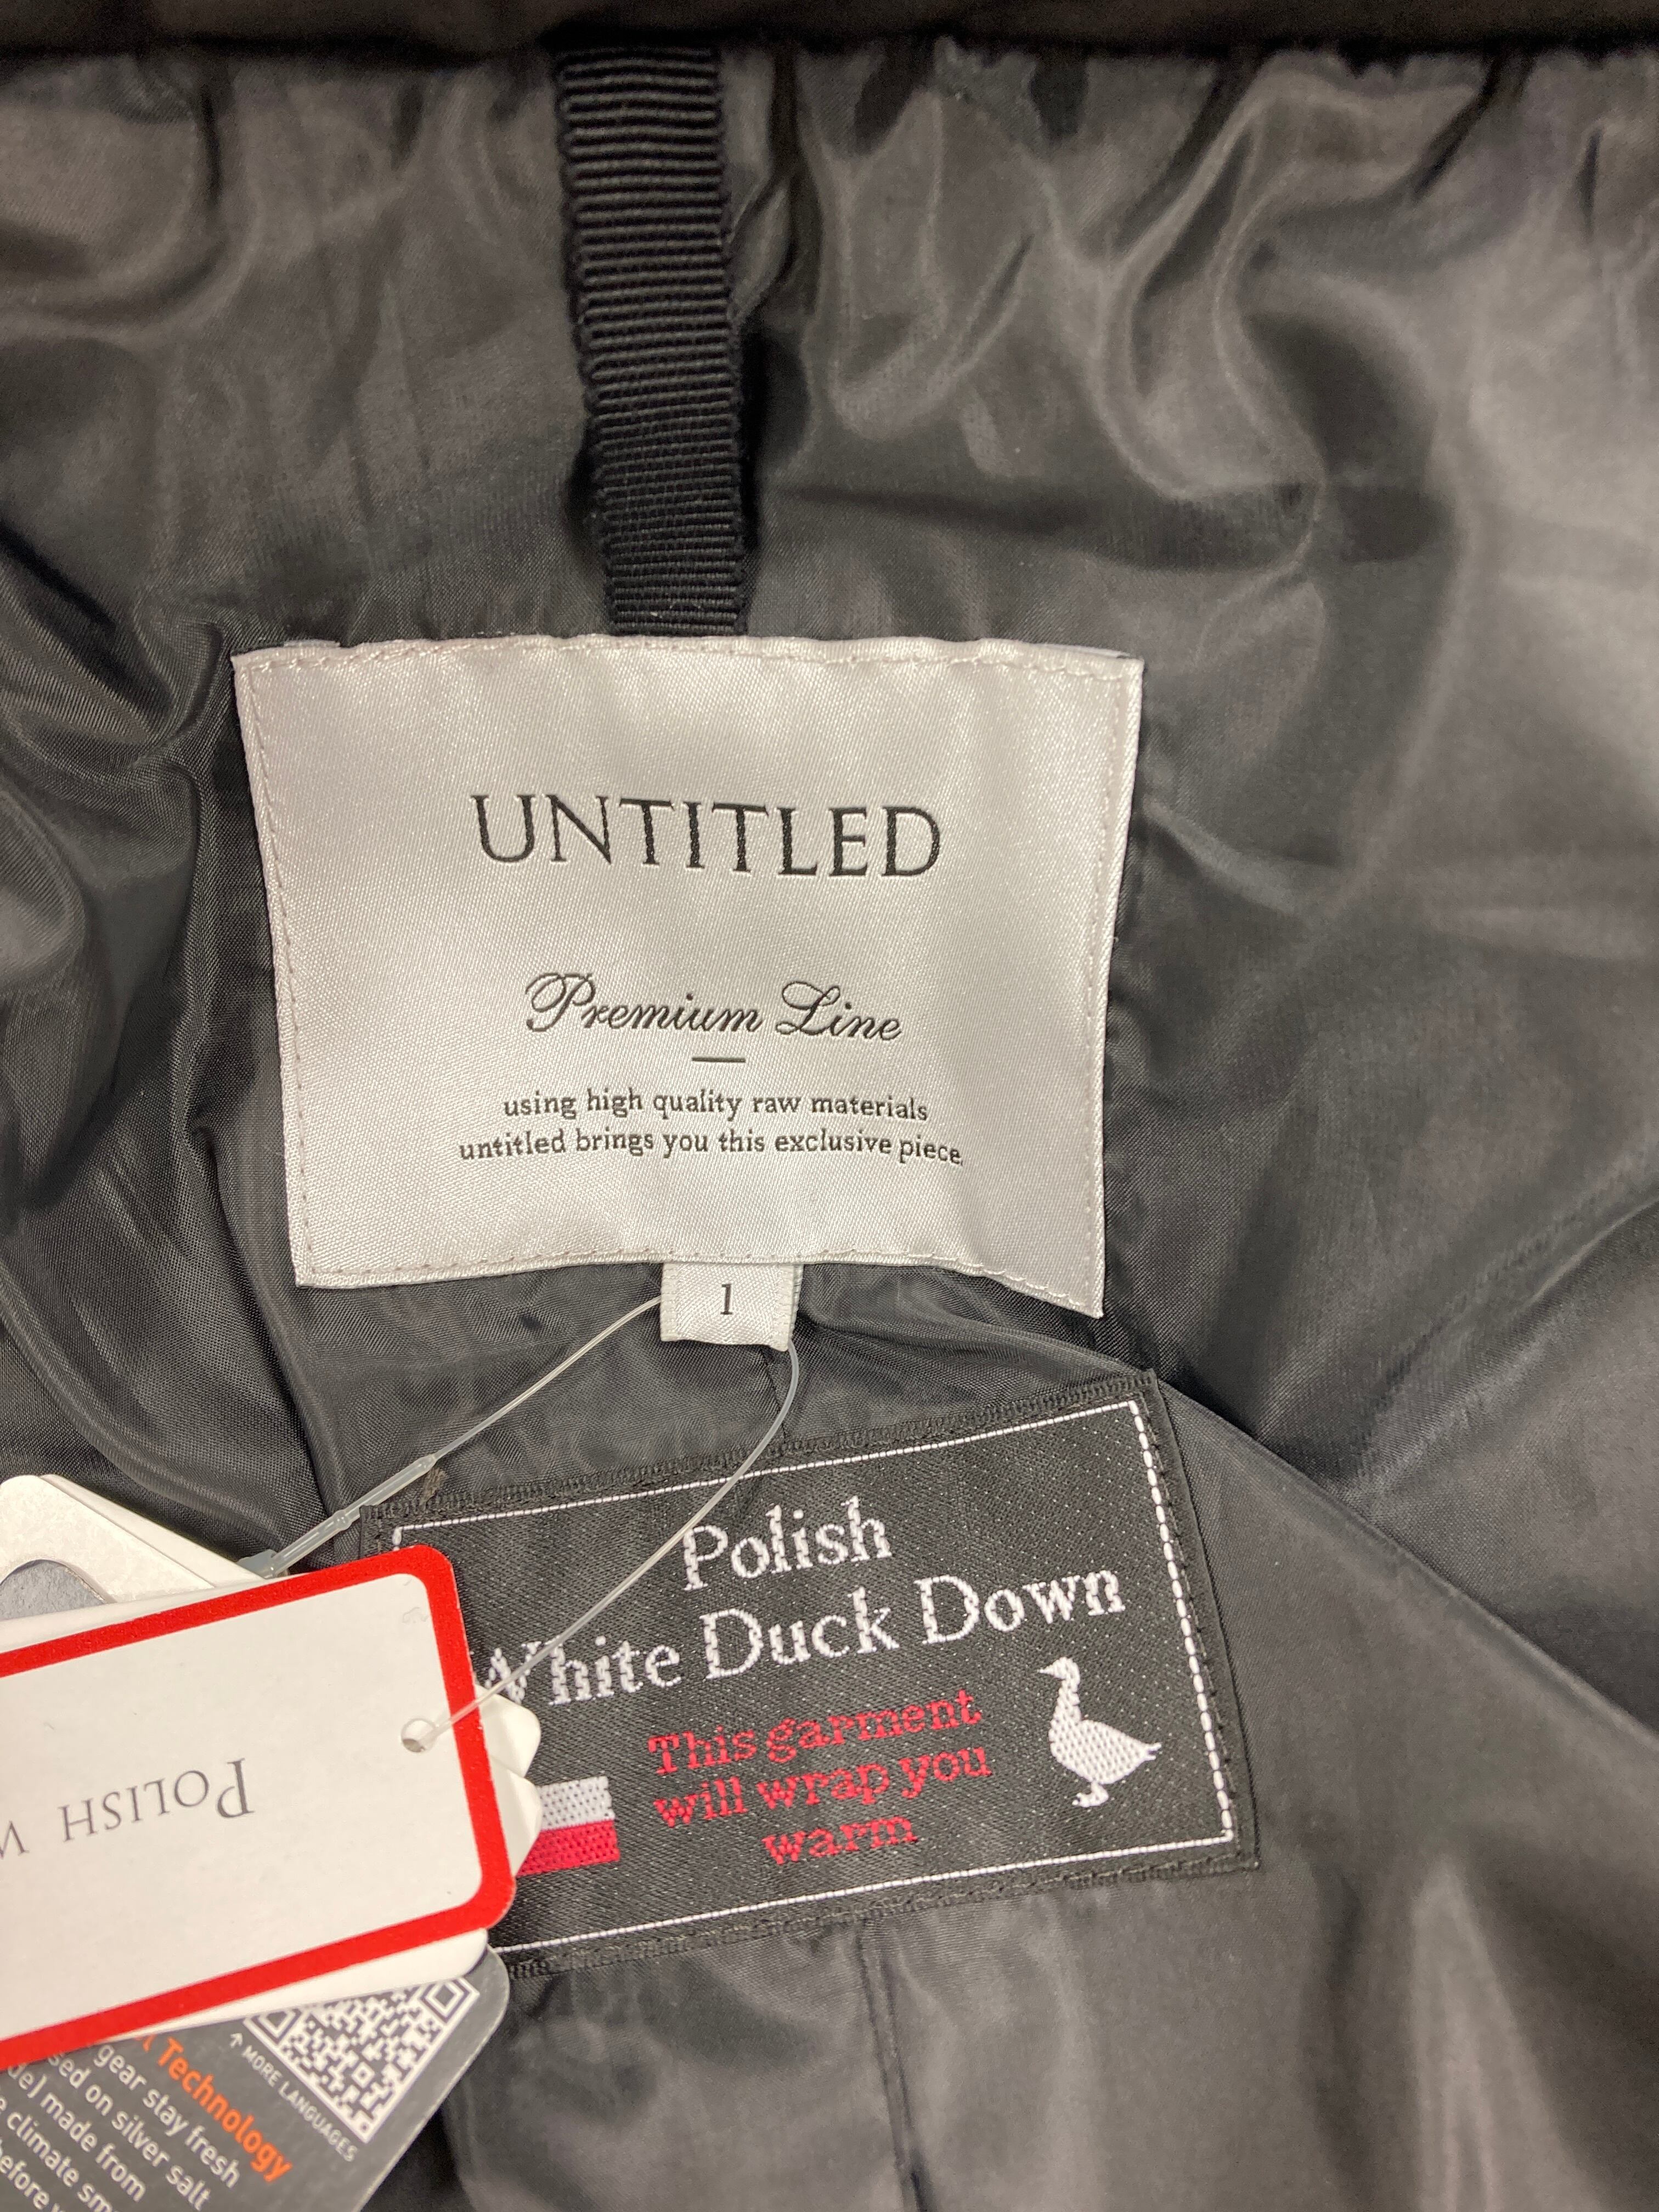 UNTITLED
Premium Line
using high quality raw materials
untitled brings you this exclusive piece.
1
Polish
White Duck Down
This garment
will wrap you
warm
POLISH W
Technology
gear stay fresh
on silver salt
made from
climate
↑ MORE LANGUAGES